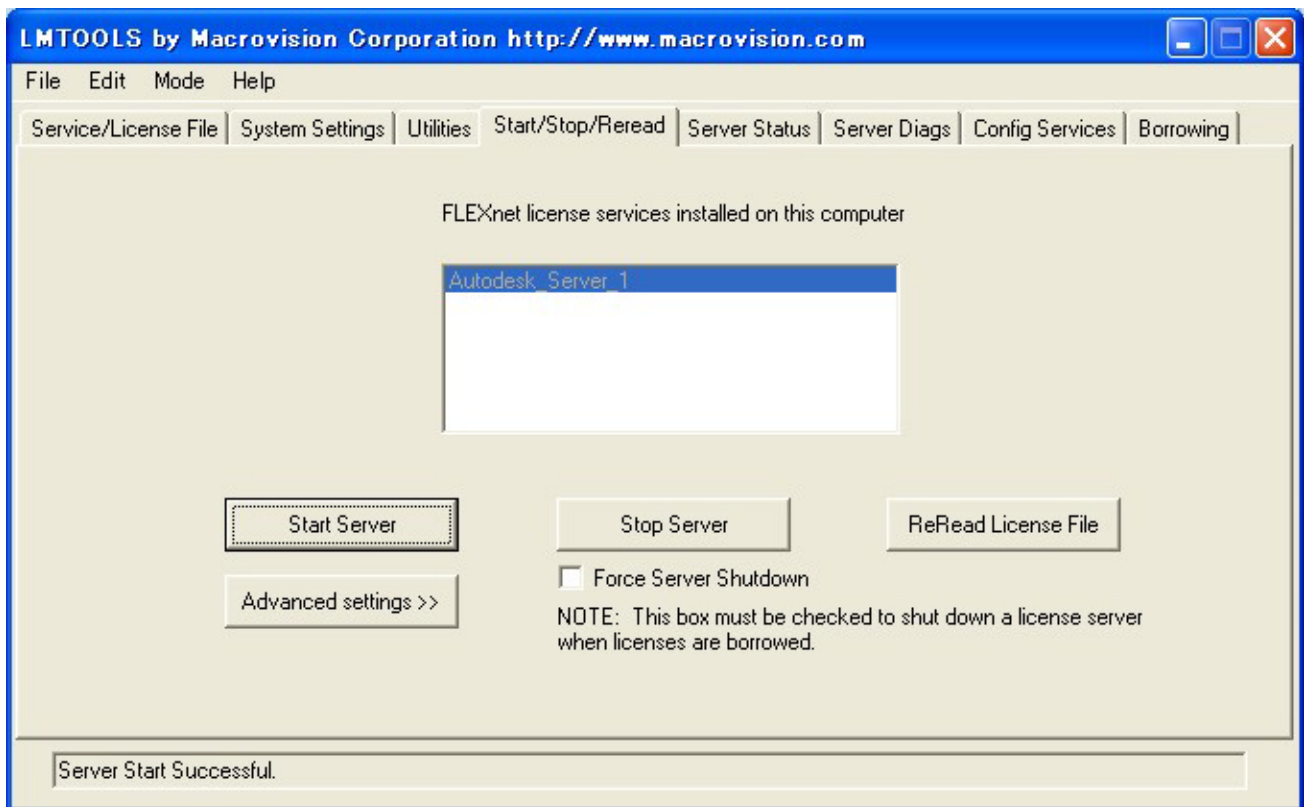 LMTOOLS by Macrovision Corporation http://www.macrovision.com
File Edit Mode Help
Service/License File System Settings Utilities Start/Stop/Reread Server Status Server Diags Config Services Borrowing
FLEXnet license services installed on this computer
Autodesk_Server_1
Start Server Stop Server ReRead License File
Advanced settings >> Force Server Shutdown
NOTE: This box must be checked to shut down a license server
when licenses are borrowed.
Server Start Successful.